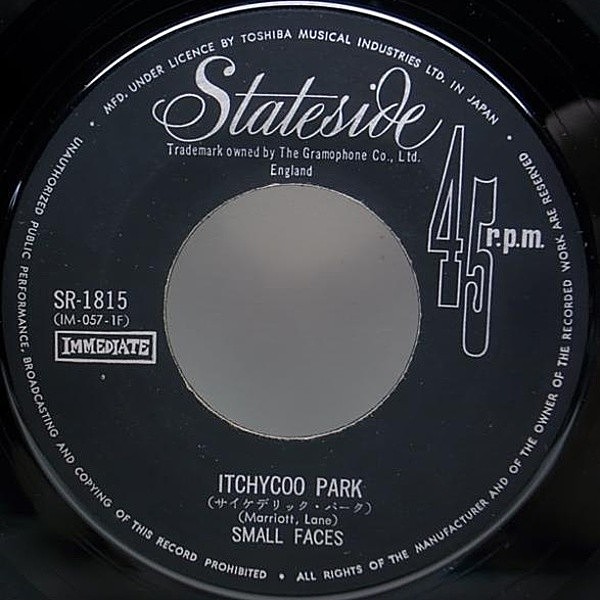 MFD. UNDER LICENCE BY TOSHIBA MUSICAL INDUSTRIES LTD. IN JAPAN •
Stateside
Trademark owned by The Gramophone Co., Ltd.
England
45 r.p.m.
SR-1815
(IM-057-1F)
IMMEDIATE
ITCHYCOO PARK
(サイケデリック・パーク)
(Marriott, Lane)
SMALL FACES
• UNAUTHORIZED PUBLIC PERFORMANCE, BROADCASTING AND COPYING OF THIS RECORD PROHIBITED • ALL RIGHTS OF THE MANUFACTURER AND OF THE OWNER OF THE RECORDED WORK ARE RESERVED